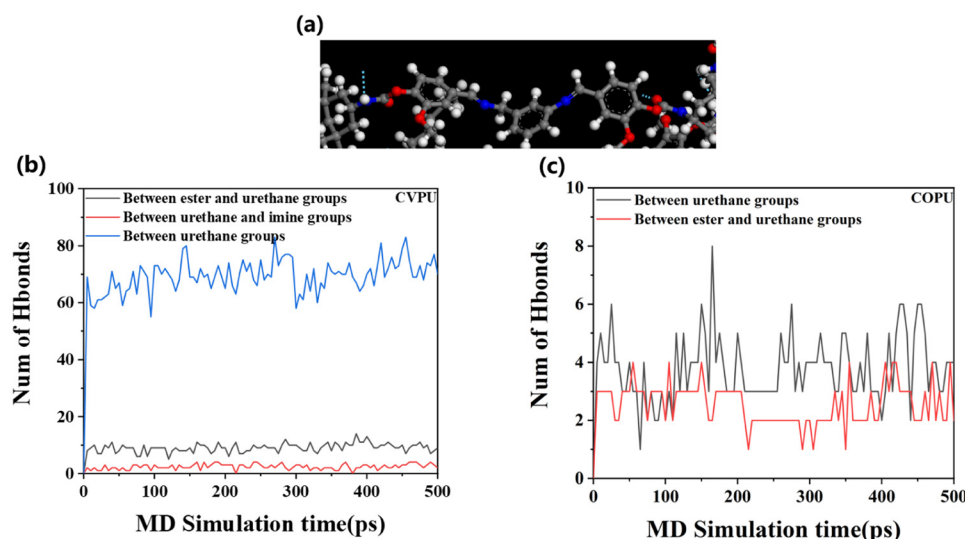 (a)
(b)
100
80
60
40
20
0
0
100
200
300
400
500
Num of Hbonds
MD Simulation time(ps)
Between ester and urethane groups
CVPU
Between urethane and imine groups
Between urethane groups
(c)
10
8
6
4
2
0
0
100
200
300
400
500
Num of Hbonds
MD Simulation time(ps)
Between urethane groups
COPU
Between ester and urethane groups